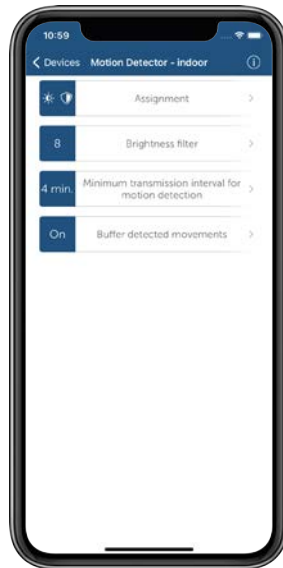 10:59
Devices Motion Detector - indoor
Assignment
8 Brightness filter
4 min. Minimum transmission interval for
motion detection
On Buffer detected movements